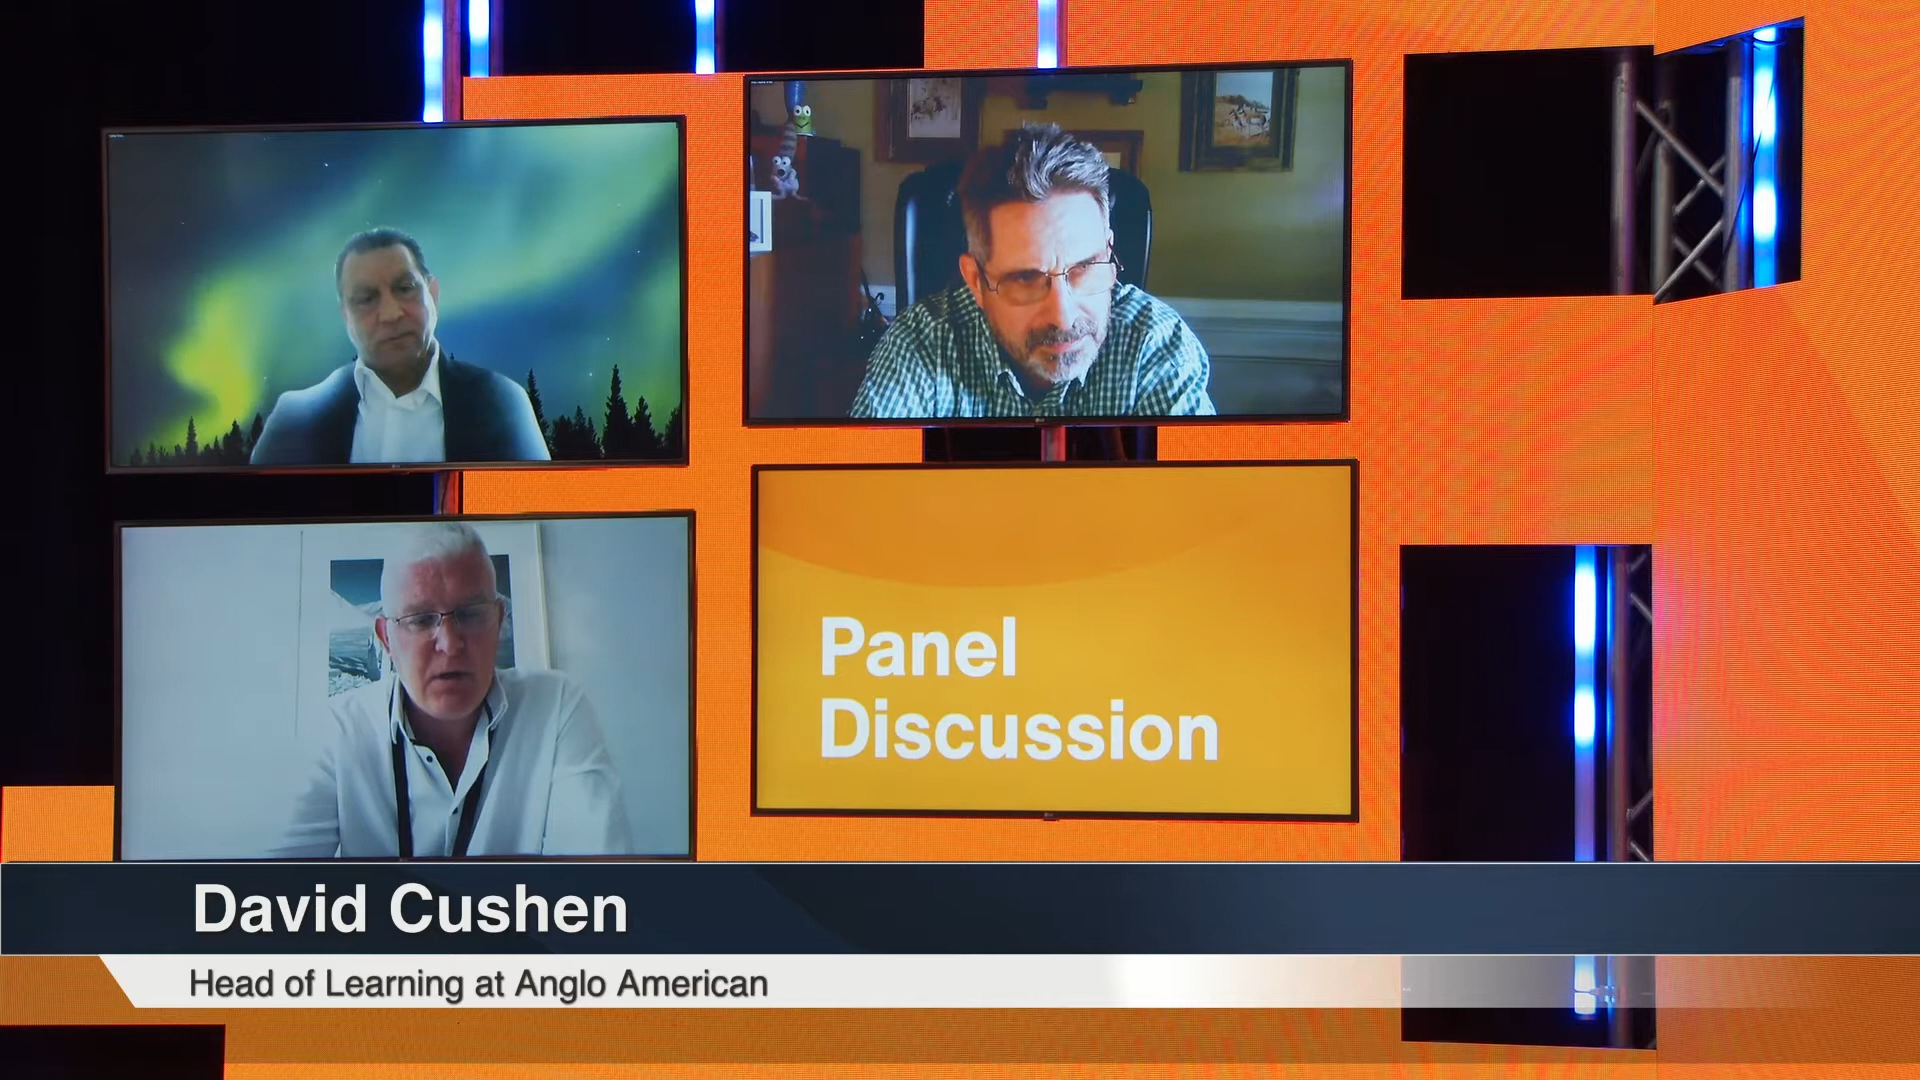 Panel
Discussion
David Cushen
Head of Learning at Anglo American